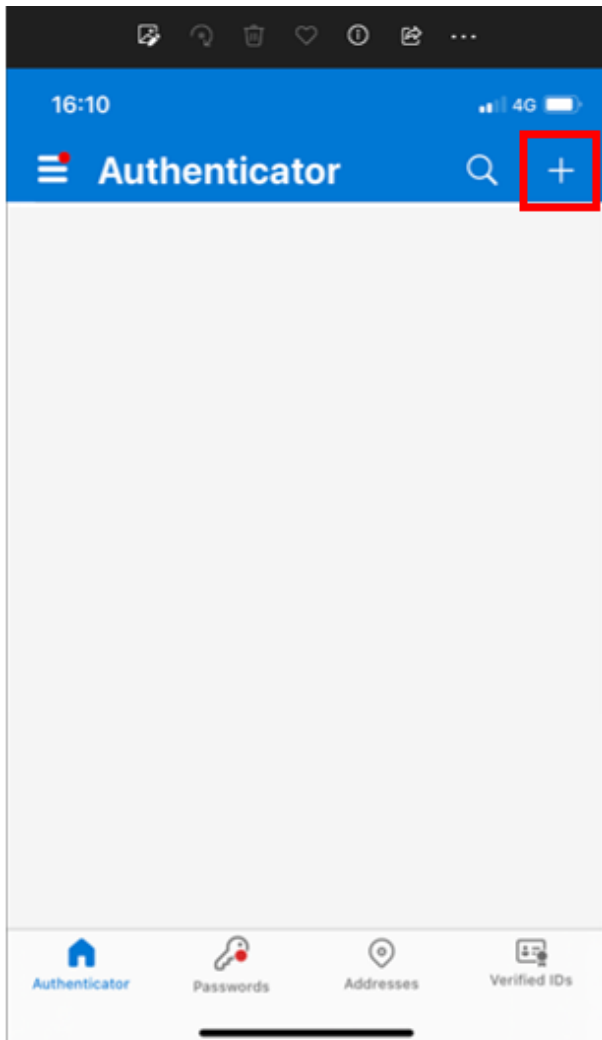 16:10
4G
Authenticator
Authenticator
Passwords
Addresses
Verified IDs